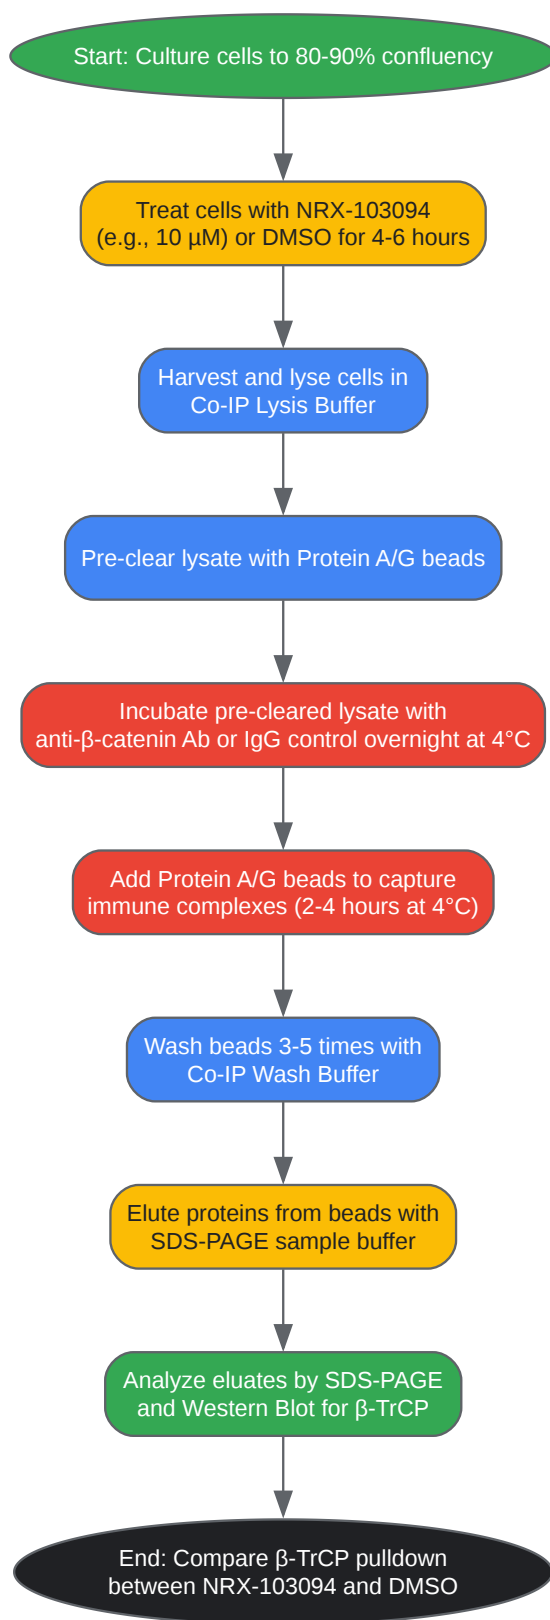 Start: Culture cells to 80-90% confluency
Treat cells with NRX-103094
(e.g., 10 µM) or DMSO for 4-6 hours
Harvest and lyse cells in
Co-IP Lysis Buffer
Pre-clear lysate with Protein A/G beads
Incubate pre-cleared lysate with
anti-β-catenin Ab or IgG control overnight at 4°C
Add Protein A/G beads to capture
immune complexes (2-4 hours at 4°C)
Wash beads 3-5 times with
Co-IP Wash Buffer
Elute proteins from beads with
SDS-PAGE sample buffer
Analyze eluates by SDS-PAGE
and Western Blot for β-TrCP
End: Compare β-TrCP pulldown
between NRX-103094 and DMSO